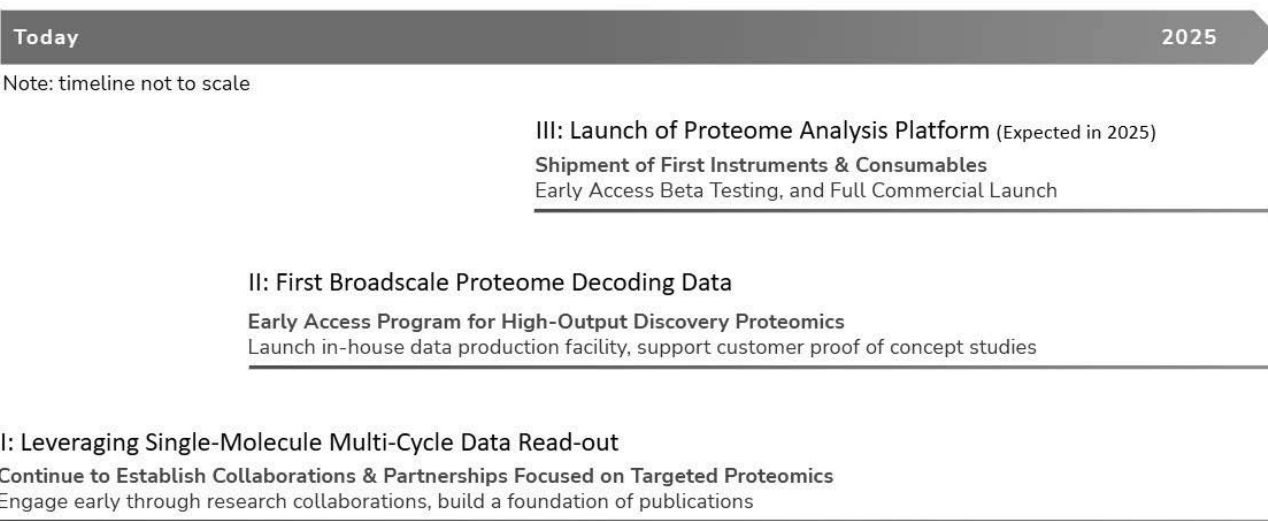 Today 2025
Note: timeline not to scale
III: Launch of Proteome Analysis Platform (Expected in 2025)
Shipment of First Instruments & Consumables
Early Access Beta Testing, and Full Commercial Launch
II: First Broadscale Proteome Decoding Data
Early Access Program for High-Output Discovery Proteomics
Launch in-house data production facility, support customer proof of concept studies
I: Leveraging Single-Molecule Multi-Cycle Data Read-out
Continue to Establish Collaborations & Partnerships Focused on Targeted Proteomics
Engage early through research collaborations, build a foundation of publications